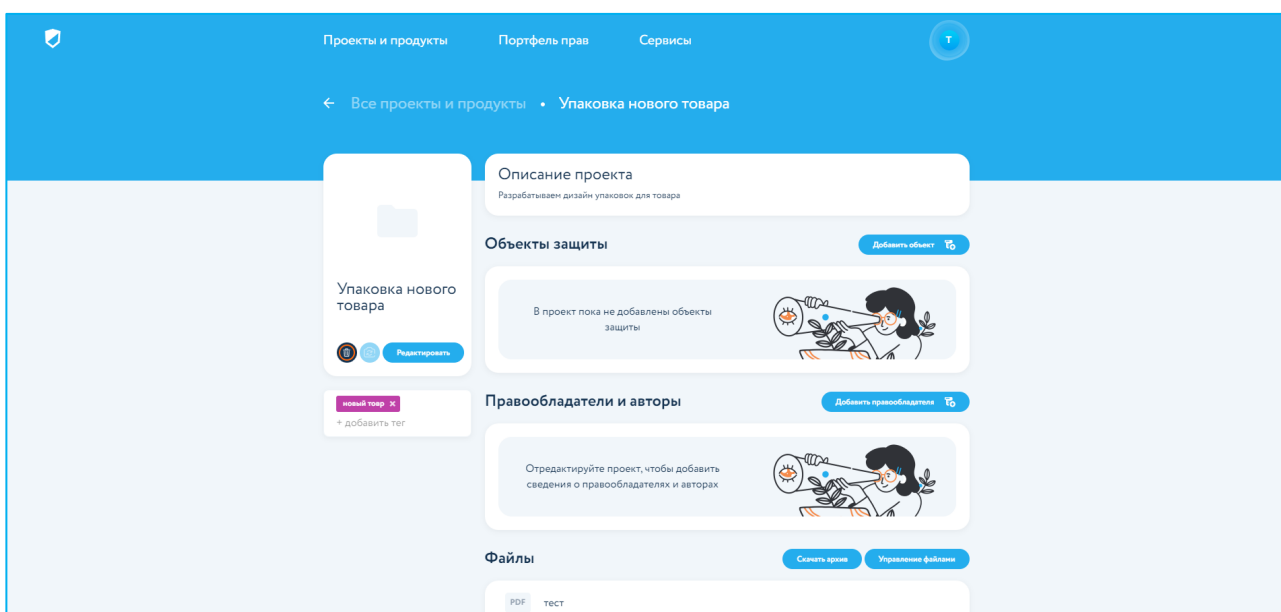 Проекты и продукты Портфель прав Сервисы Т
← Все проекты и продукты • Упаковка нового товара
Описание проекта
Разрабатываем дизайн упаковок для товара
Упаковка нового
товара
Редактировать
новый товр ×
+ добавить тег
Объекты защиты Добавить объект
В проект пока не добавлены объекты
защиты
Правообладатели и авторы Добавить правообладателя
Отредактируйте проект, чтобы добавить
сведения о правообладателях и авторах
Файлы Скачать архив Управление файлами
PDF тест